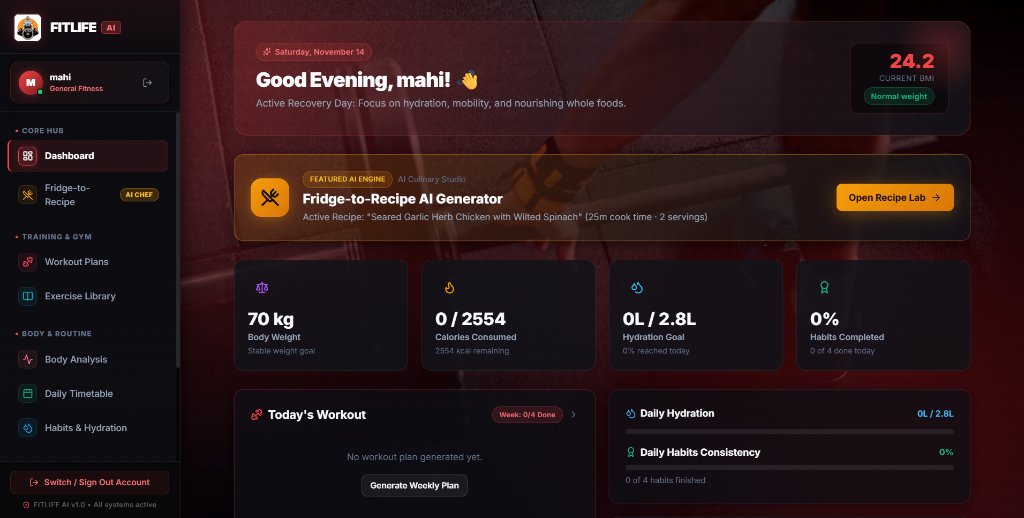 FITLIFE AI
M
mahi
General Fitness
• CORE HUB
Dashboard
Fridge-to-
Recipe
AI CHEF
• TRAINING & GYM
Workout Plans
Exercise Library
• BODY & ROUTINE
Body Analysis
Daily Timetable
Habits & Hydration
Switch / Sign Out Account
FITLIFE AI v1.0 • All systems active
Saturday, November 14
Good Evening, mahi! 👋
Active Recovery Day: Focus on hydration, mobility, and nourishing whole foods.
24.2
CURRENT BMI
Normal weight
FEATURED AI ENGINE AI Culinary Studio
Fridge-to-Recipe AI Generator
Active Recipe: "Seared Garlic Herb Chicken with Wilted Spinach" (25m cook time · 2 servings)
Open Recipe Lab →
70 kg
Body Weight
Stable weight goal
0 / 2554
Calories Consumed
2554 kcal remaining
0L / 2.8L
Hydration Goal
0% reached today
0%
Habits Completed
0 of 4 done today
Today's Workout
Week: 0/4 Done
No workout plan generated yet.
Generate Weekly Plan
Daily Hydration 0L / 2.8L
Daily Habits Consistency 0%
0 of 4 habits finished